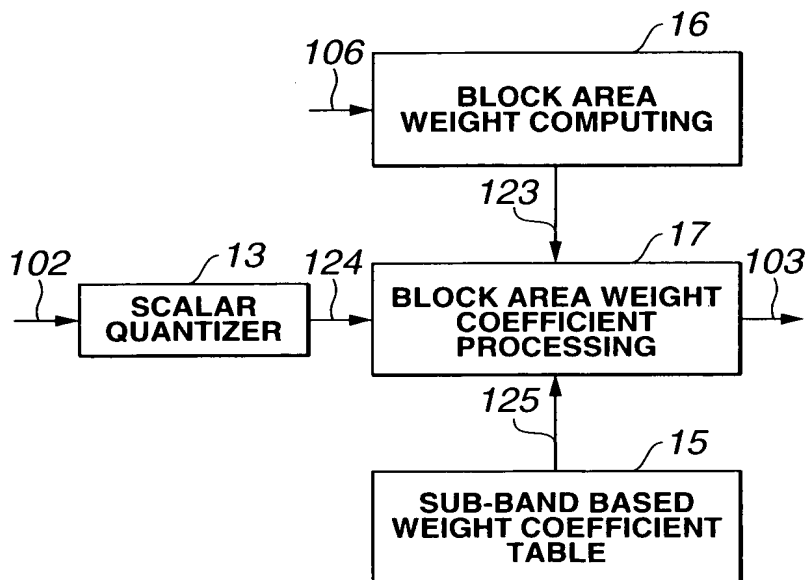 16
106
BLOCK AREA
WEIGHT COMPUTING
123
17
102
13
124
103
SCALAR
QUANTIZER
BLOCK AREA WEIGHT
COEFFICIENT
PROCESSING
125
15
SUB-BAND BASED
WEIGHT COEFFICIENT
TABLE